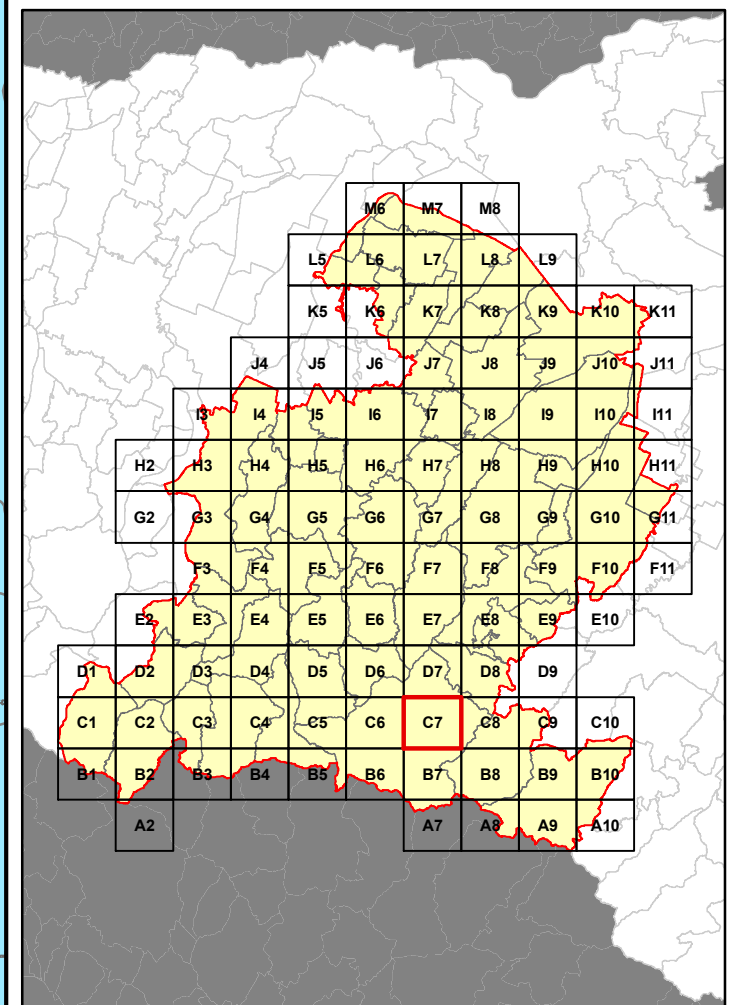 M6 M7 M8
L5 L6 L7 L8 L9
K5 K6 K7 K8 K9 K10 K11
J4 J5 J6 J7 J8 J9 J10 J11
I3 I4 I5 I6 I7 I8 I9 I10 I11
H2 H3 H4 H5 H6 H7 H8 H9 H10 H11
G2 G3 G4 G5 G6 G7 G8 G9 G10 G11
F3 F4 F5 F6 F7 F8 F9 F10 F11
E2 E3 E4 E5 E6 E7 E8 E9 E10
D1 D2 D3 D4 D5 D6 D7 D8 D9
C1 C2 C3 C4 C5 C6 C7 C8 C9 C10
B1 B2 B3 B4 B5 B6 B7 B8 B9 B10
A2 A7 A8 A9 A10